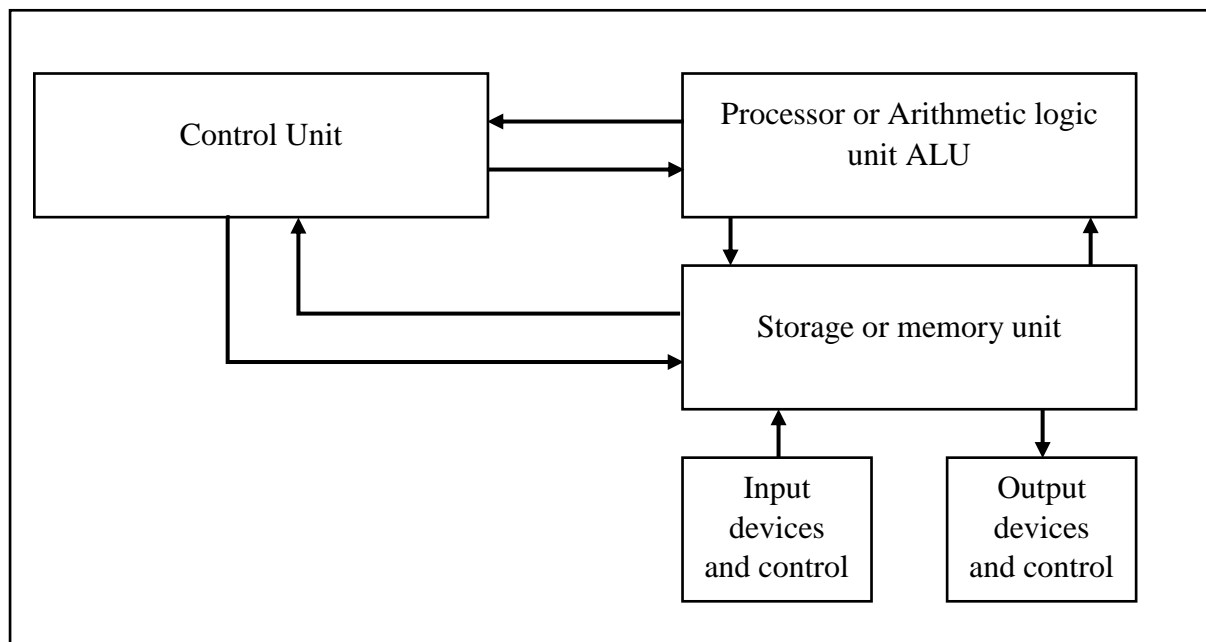 Control Unit
Processor or Arithmetic logic
unit ALU
Storage or memory unit
Input
devices
and control
Output
devices
and control